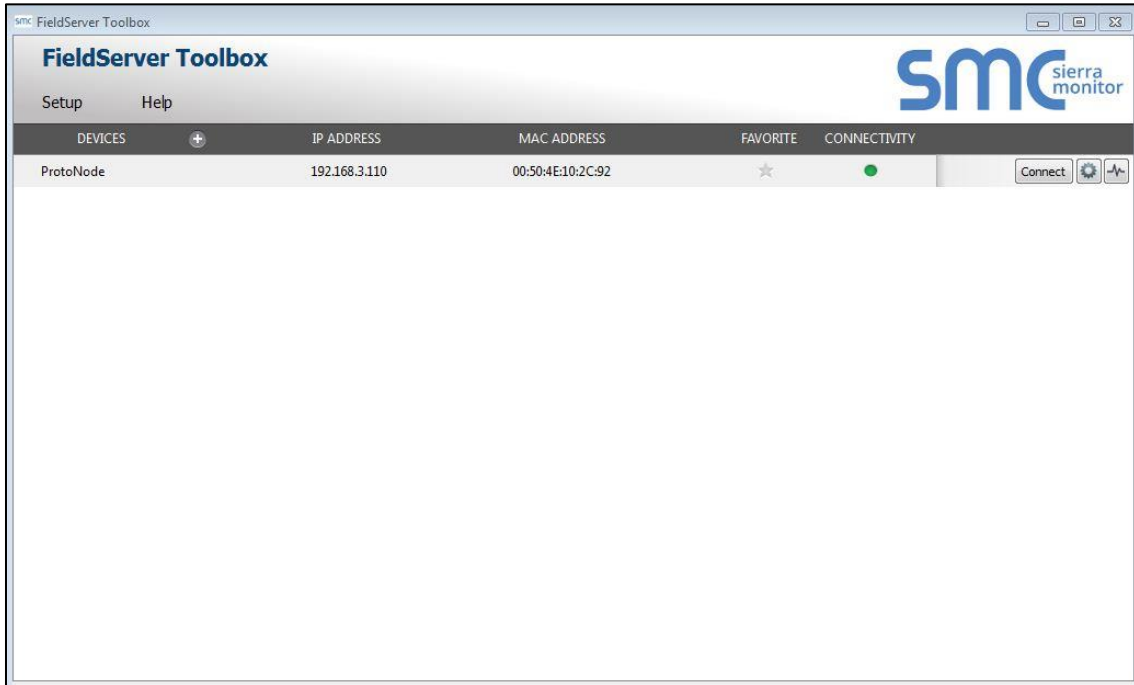 smc FieldServer Toolbox
FieldServer Toolbox
smc sierra monitor
Setup Help
DEVICES IP ADDRESS MAC ADDRESS FAVORITE CONNECTIVITY
ProtoNode 192.168.3.110 00:50:4E:10:2C:92 Connect